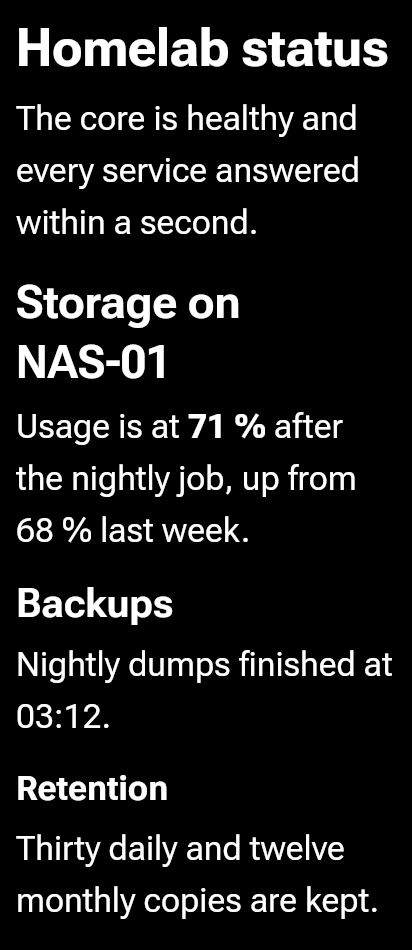 Homelab status
The core is healthy and
every service answered
within a second.
Storage on
NAS-01
Usage is at 71 % after
the nightly job, up from
68 % last week.
Backups
Nightly dumps finished at
03:12.
Retention
Thirty daily and twelve
monthly copies are kept.